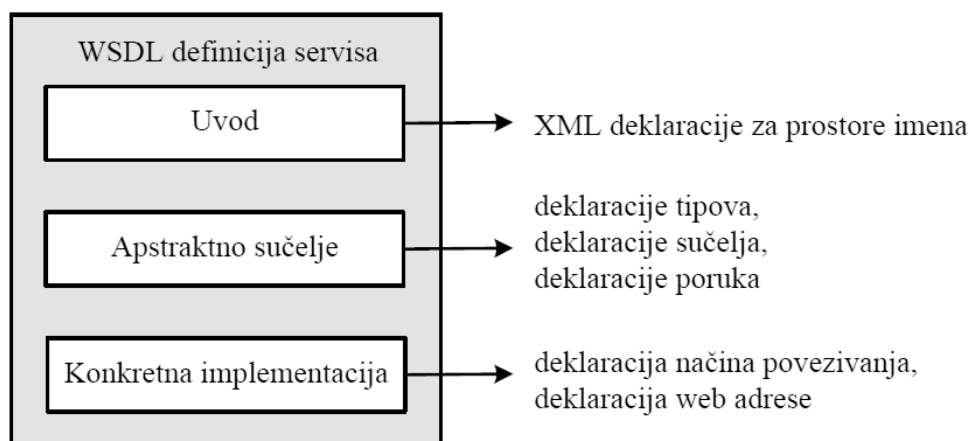 WSDL definicija servisa
Uvod
XML deklaracije za prostore imena
Apstraktno sučelje
deklaracije tipova,
deklaracije sučelja,
deklaracije poruka
Konkretna implementacija
deklaracija načina povezivanja,
deklaracija web adrese